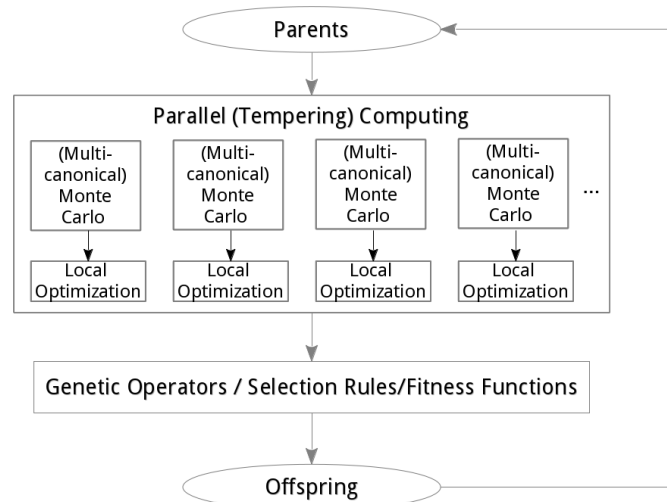 Parents
Parallel (Tempering) Computing
(Multi-
canonical)
Monte
Carlo
(Multi-
canonical)
Monte
Carlo
(Multi-
canonical)
Monte
Carlo
(Multi-
canonical)
Monte
Carlo
...
Local
Optimization
Local
Optimization
Local
Optimization
Local
Optimization
Genetic Operators / Selection Rules/Fitness Functions
Offspring